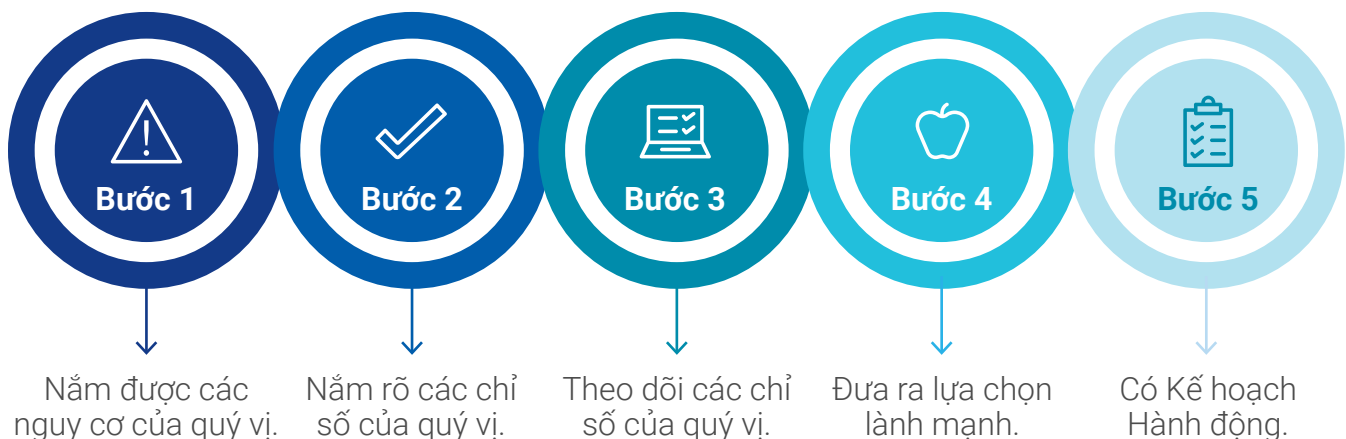 Bước 1
Bước 2
Bước 3
Bước 4
Bước 5
Nắm được các
nguy cơ của quý vị.
Nắm rõ các chỉ
số của quý vị.
Theo dõi các chỉ
số của quý vị.
Đưa ra lựa chọn
lành mạnh.
Có Kế hoạch
Hành động.